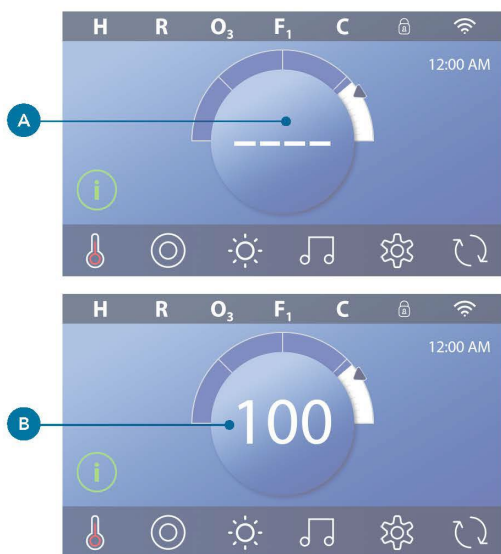 H R O₃ F₁ C
12:00 AM
A
– – – –
i
H R O₃ F₁ C
12:00 AM
B
100
i